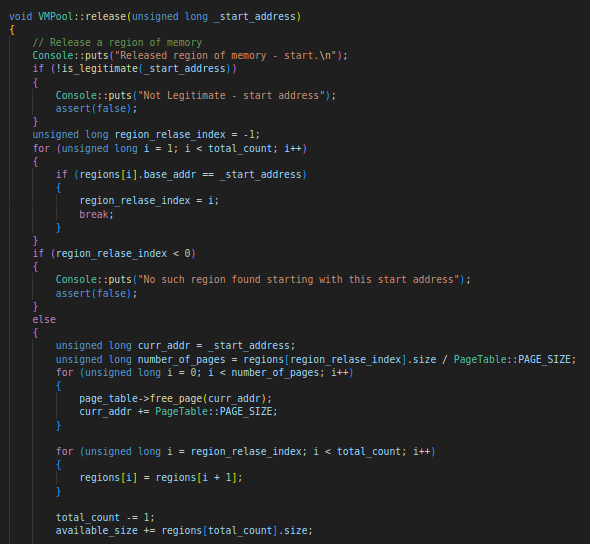 void VMPool::release(unsigned long _start_address)
{
    // Release a region of memory
    Console::puts("Released region of memory - start.\n");
    if (!is_legitimate(_start_address))
    {
        Console::puts("Not Legitimate - start address");
        assert(false);
    }
    unsigned long region_relase_index = -1;
    for (unsigned long i = 1; i < total_count; i++)
    {
        if (regions[i].base_addr == _start_address)
        {
            region_relase_index = i;
            break;
        }
    }
    if (region_relase_index < 0)
    {
        Console::puts("No such region found starting with this start address");
        assert(false);
    }
    else
    {
        unsigned long curr_addr = _start_address;
        unsigned long number_of_pages = regions[region_relase_index].size / PageTable::PAGE_SIZE;
        for (unsigned long i = 0; i < number_of_pages; i++)
        {
            page_table->free_page(curr_addr);
            curr_addr += PageTable::PAGE_SIZE;
        }

        for (unsigned long i = region_relase_index; i < total_count; i++)
        {
            regions[i] = regions[i + 1];
        }

        total_count -= 1;
        available_size += regions[total_count].size;